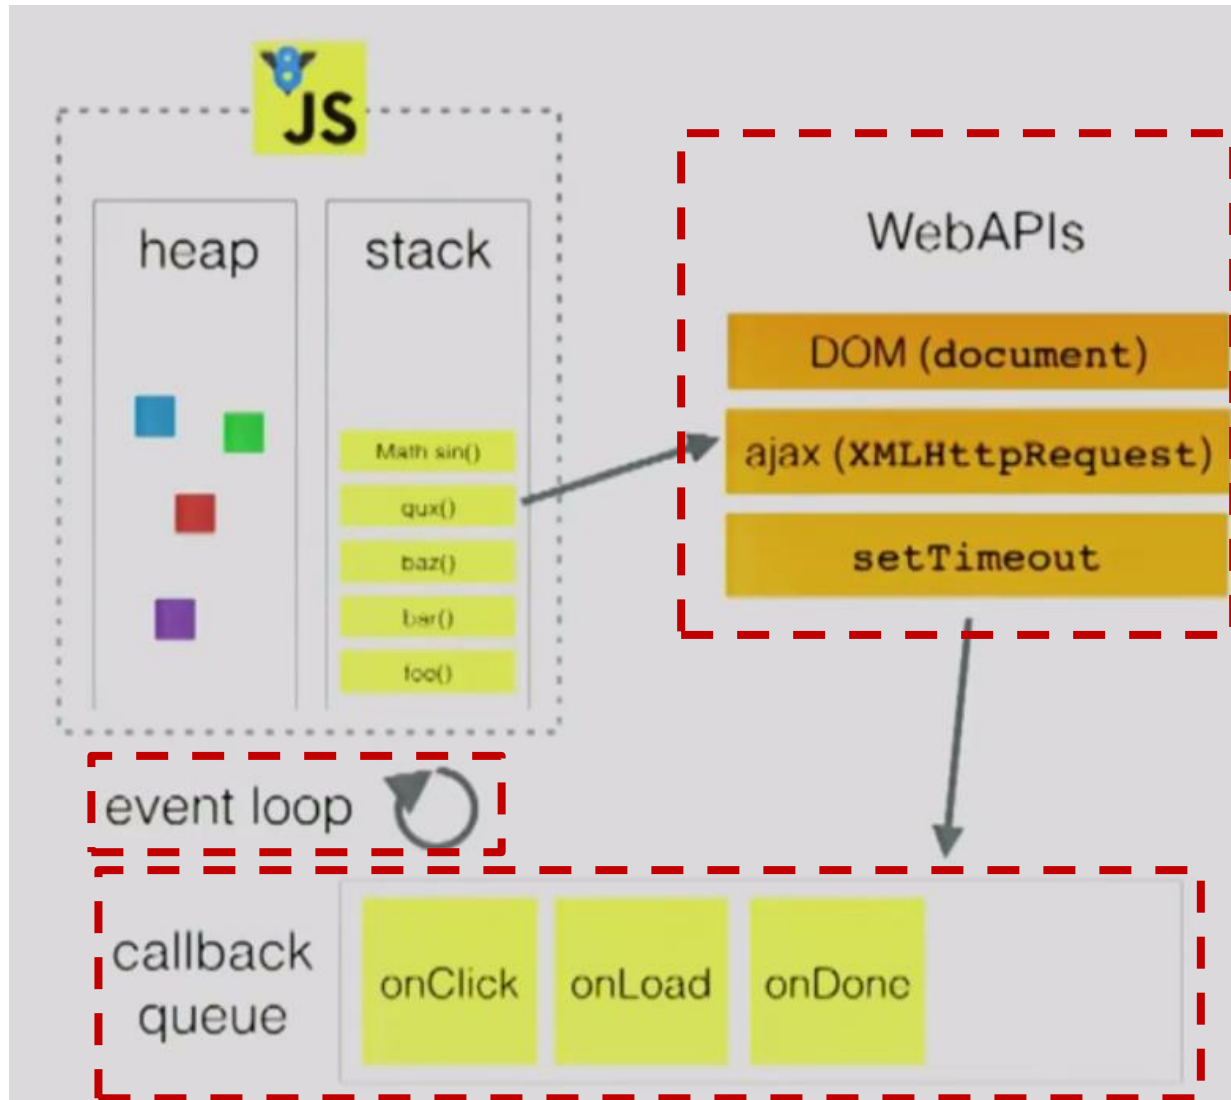 8
JS
heap
stack
Math sin()
qux()
baz()
bar()
foo()
WebAPIs
DOM (document)
ajax (XMLHttpRequest)
setTimeout
event loop
callback
queue
onClick
onLoad
onDone